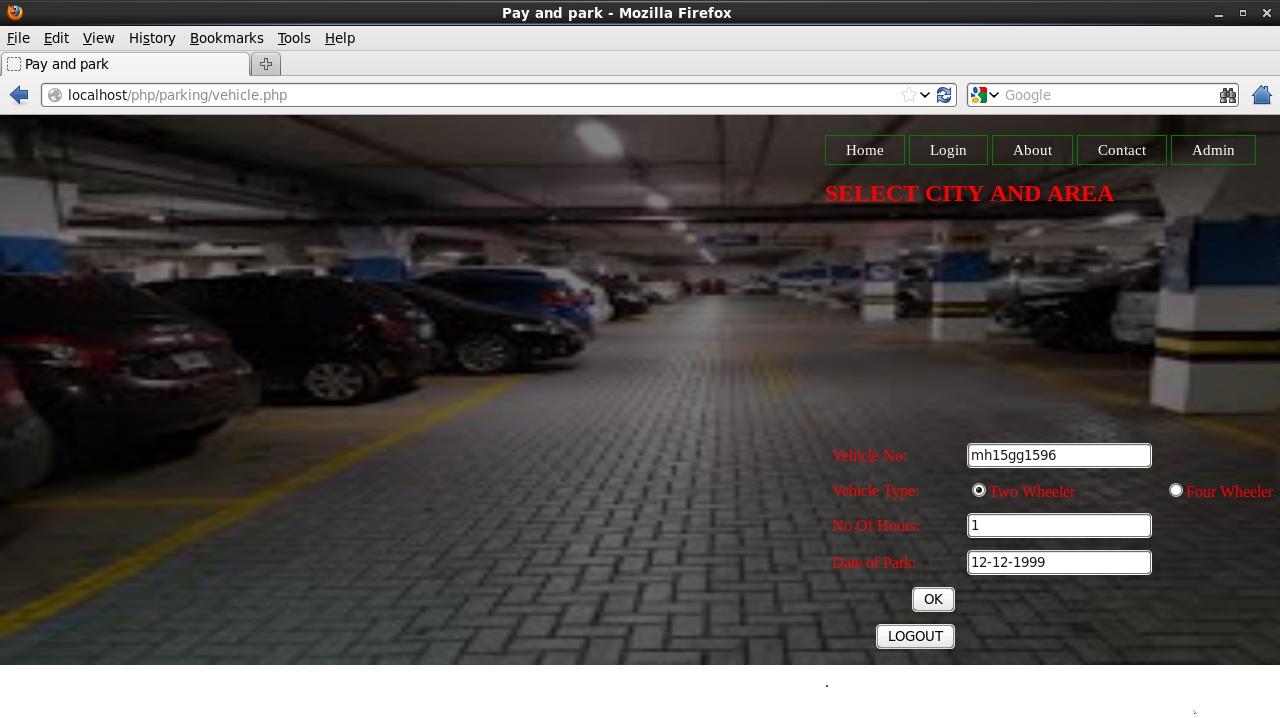 Pay and park - Mozilla Firefox
File Edit View History Bookmarks Tools Help
Pay and park
localhost/php/parking/vehicle.php Google
Home Login About Contact Admin
SELECT CITY AND AREA
Vehicle No: mh15gg1596
Vehicle Type: Two Wheeler Four Wheeler
No Of Hours: 1
Date of Park: 12-12-1999
OK
LOGOUT
.